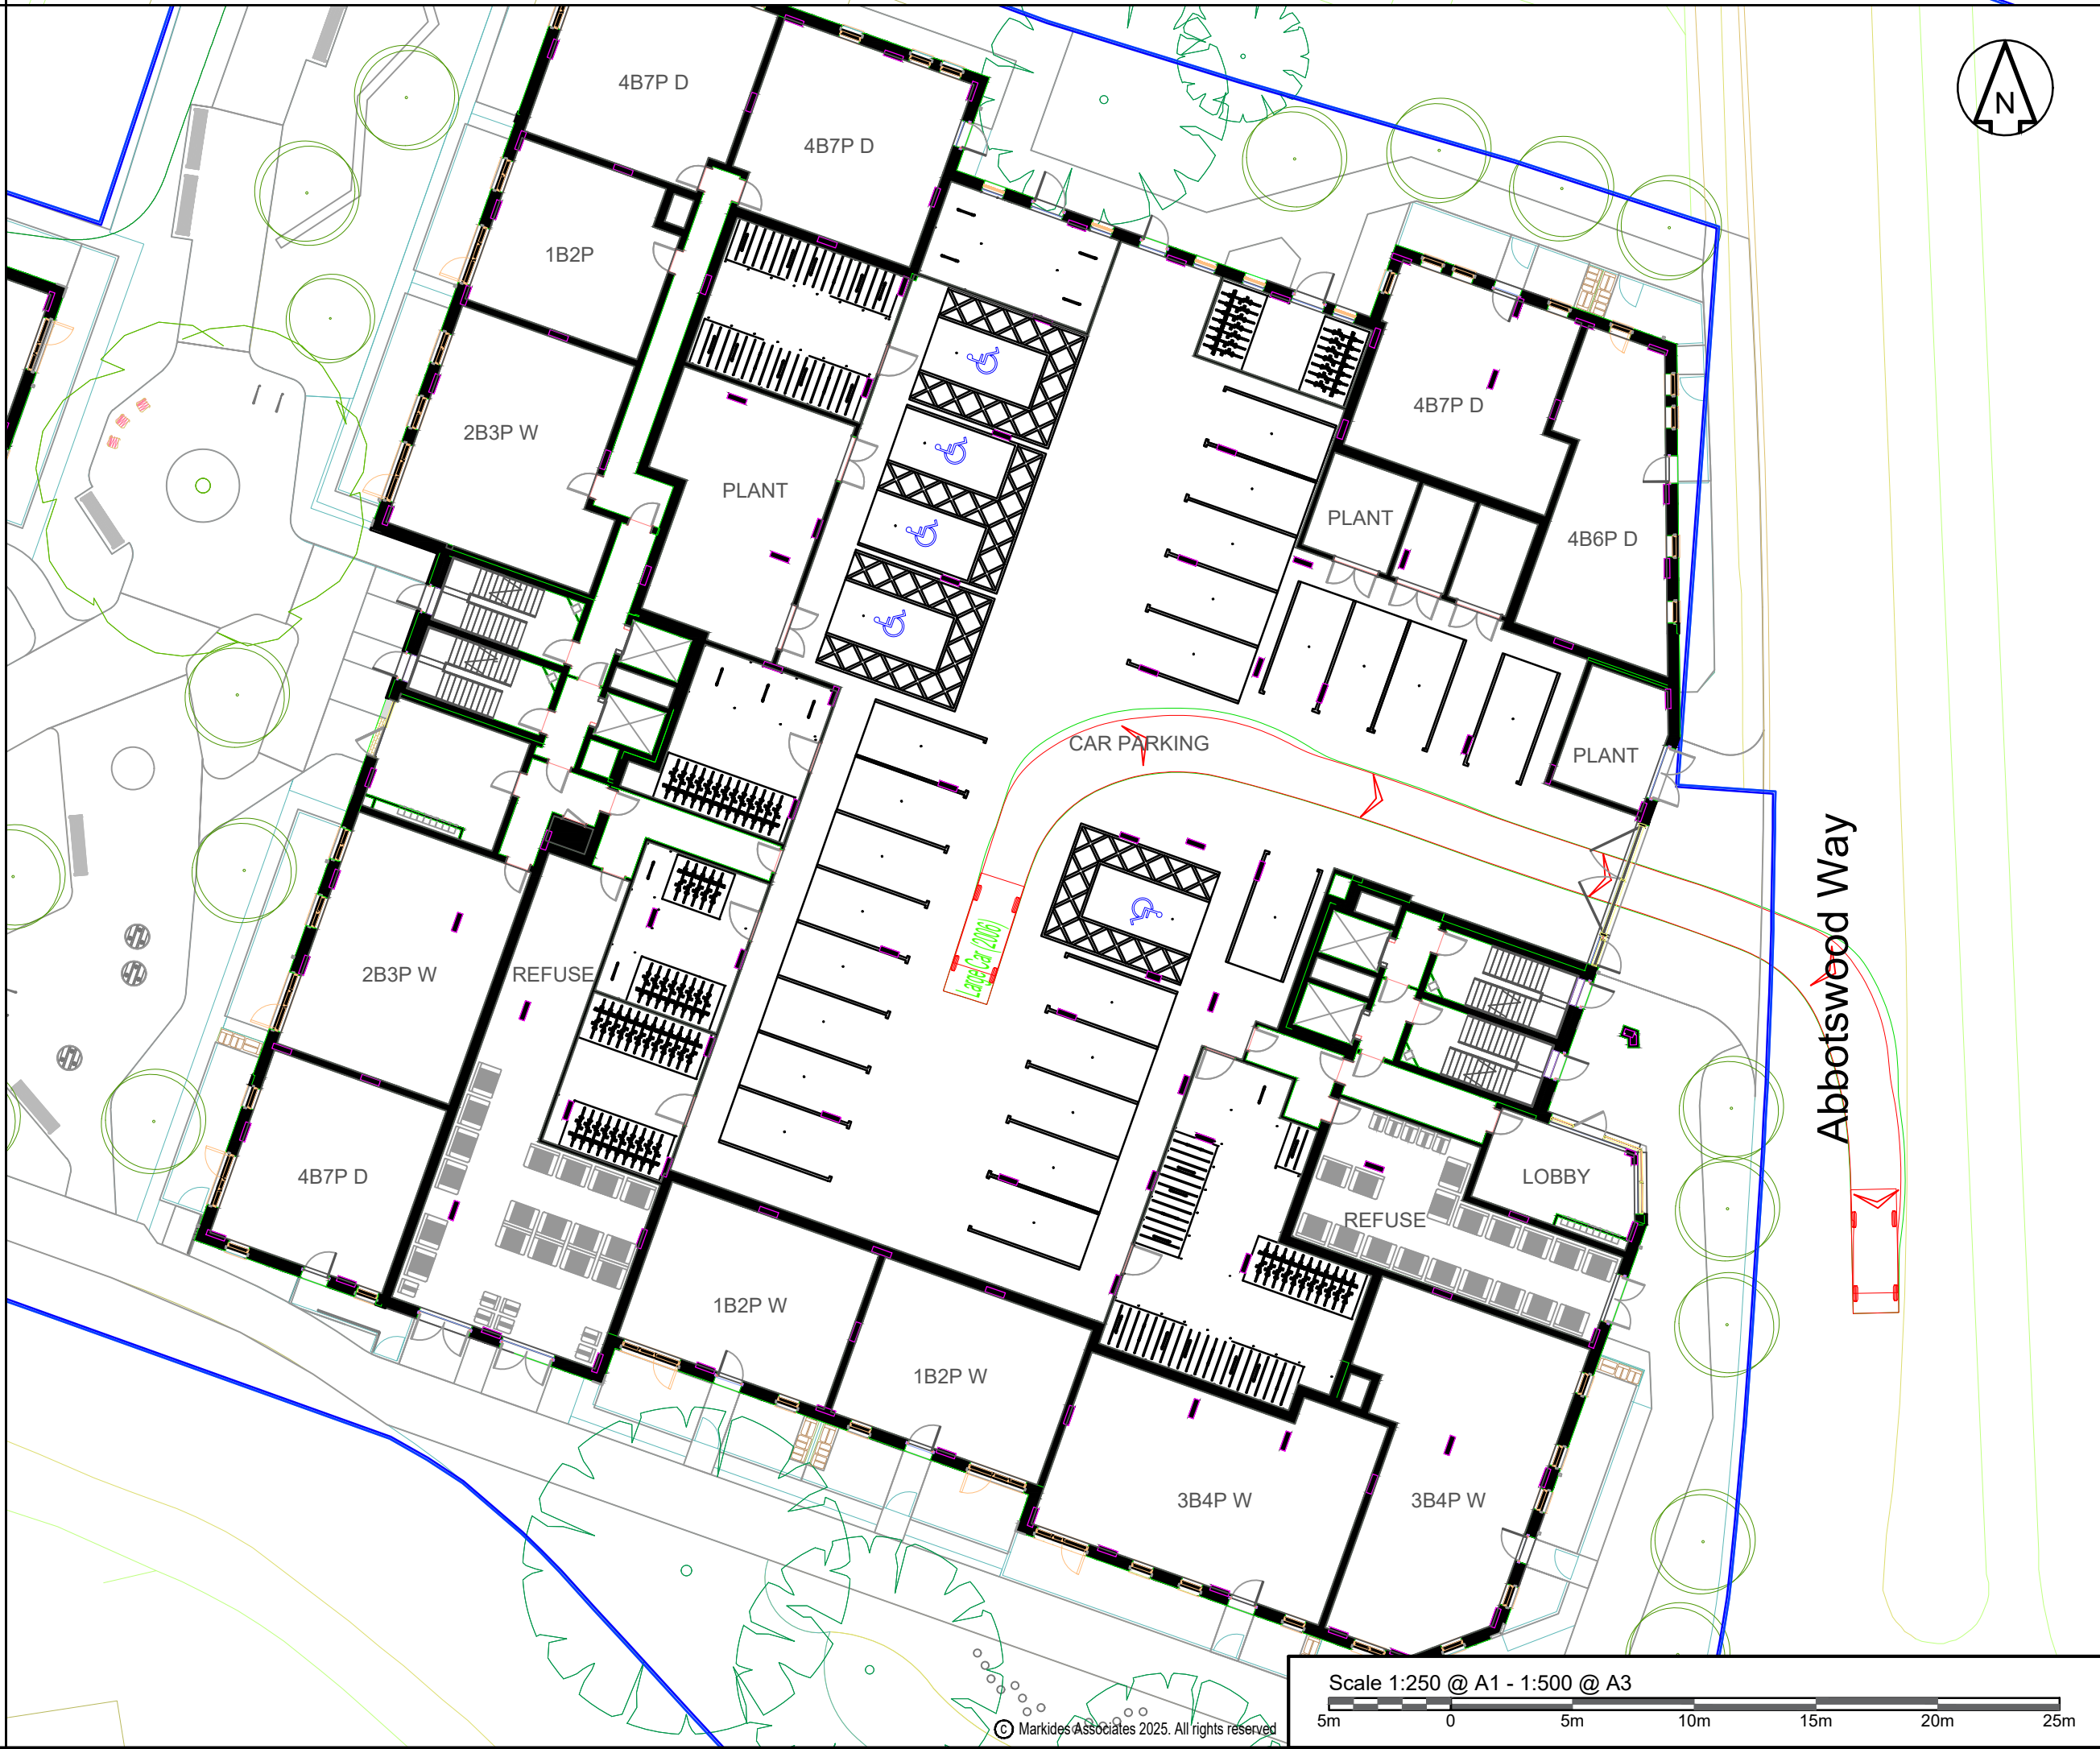 4B7P D
N
4B7P D
1B2P
4B7P D
2B3P W
PLANT
PLANT
4B6P D
CAR PARKING
PLANT
Abbotswood Way
Large Car (2006)
2B3P W
REFUSE
4B7P D
LOBBY
REFUSE
1B2P W
1B2P W
3B4P W
3B4P W
Scale 1:250 @ A1 - 1:500 @ A3
5m 0 5m 10m 15m 20m 25m
© Markides Associates 2025. All rights reserved